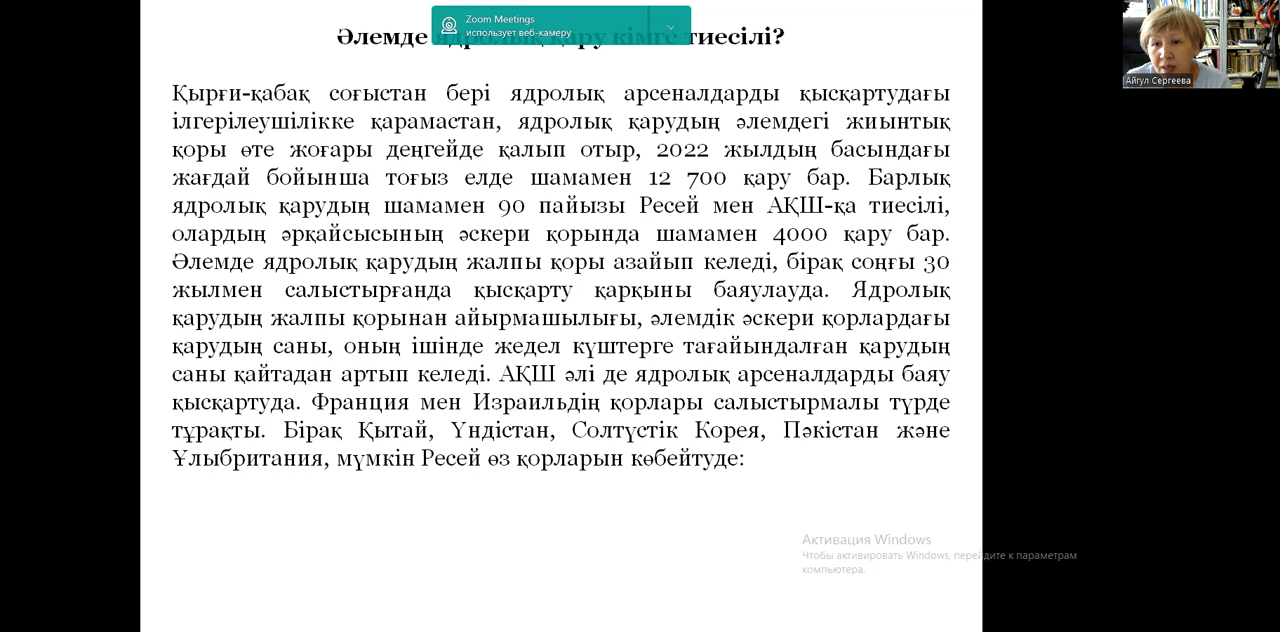 Zoom Meetings
использует веб-камеру
Әлемде ядролық қару кімге тиесілі?
Айгул Сергеева
Қырғи-қабақ соғыстан бері ядролық арсеналдарды қысқартудағы
ілгерілеушілікке қарамастан, ядролық қарудың әлемдегі жиынтық
қоры өте жоғары деңгейде қалып отыр, 2022 жылдың басындағы
жағдай бойынша тоғыз елде шамамен 12 700 қару бар. Барлық
ядролық қарудың шамамен 90 пайызы Ресей мен АҚШ-қа тиесілі,
олардың әрқайсысының әскери қорында шамамен 4000 қару бар.
Әлемде ядролық қарудың жалпы қоры азайып келеді, бірақ соңғы 30
жылмен салыстырғанда қысқарту қарқыны баяулауда. Ядролық
қарудың жалпы қорынан айырмашылығы, әлемдік әскери қорлардағы
қарудың саны, оның ішінде жедел күштерге тағайындалған қарудың
саны қайтадан артып келеді. АҚШ әлі де ядролық арсеналдарды баяу
қысқартуда. Франция мен Израильдің қорлары салыстырмалы түрде
тұрақты. Бірақ Қытай, Үндістан, Солтүстік Корея, Пәкістан және
Ұлыбритания, мүмкін Ресей өз қорларын көбейтуде:
Активация Windows
Чтобы активировать Windows, перейдите к параметрам
компьютера.